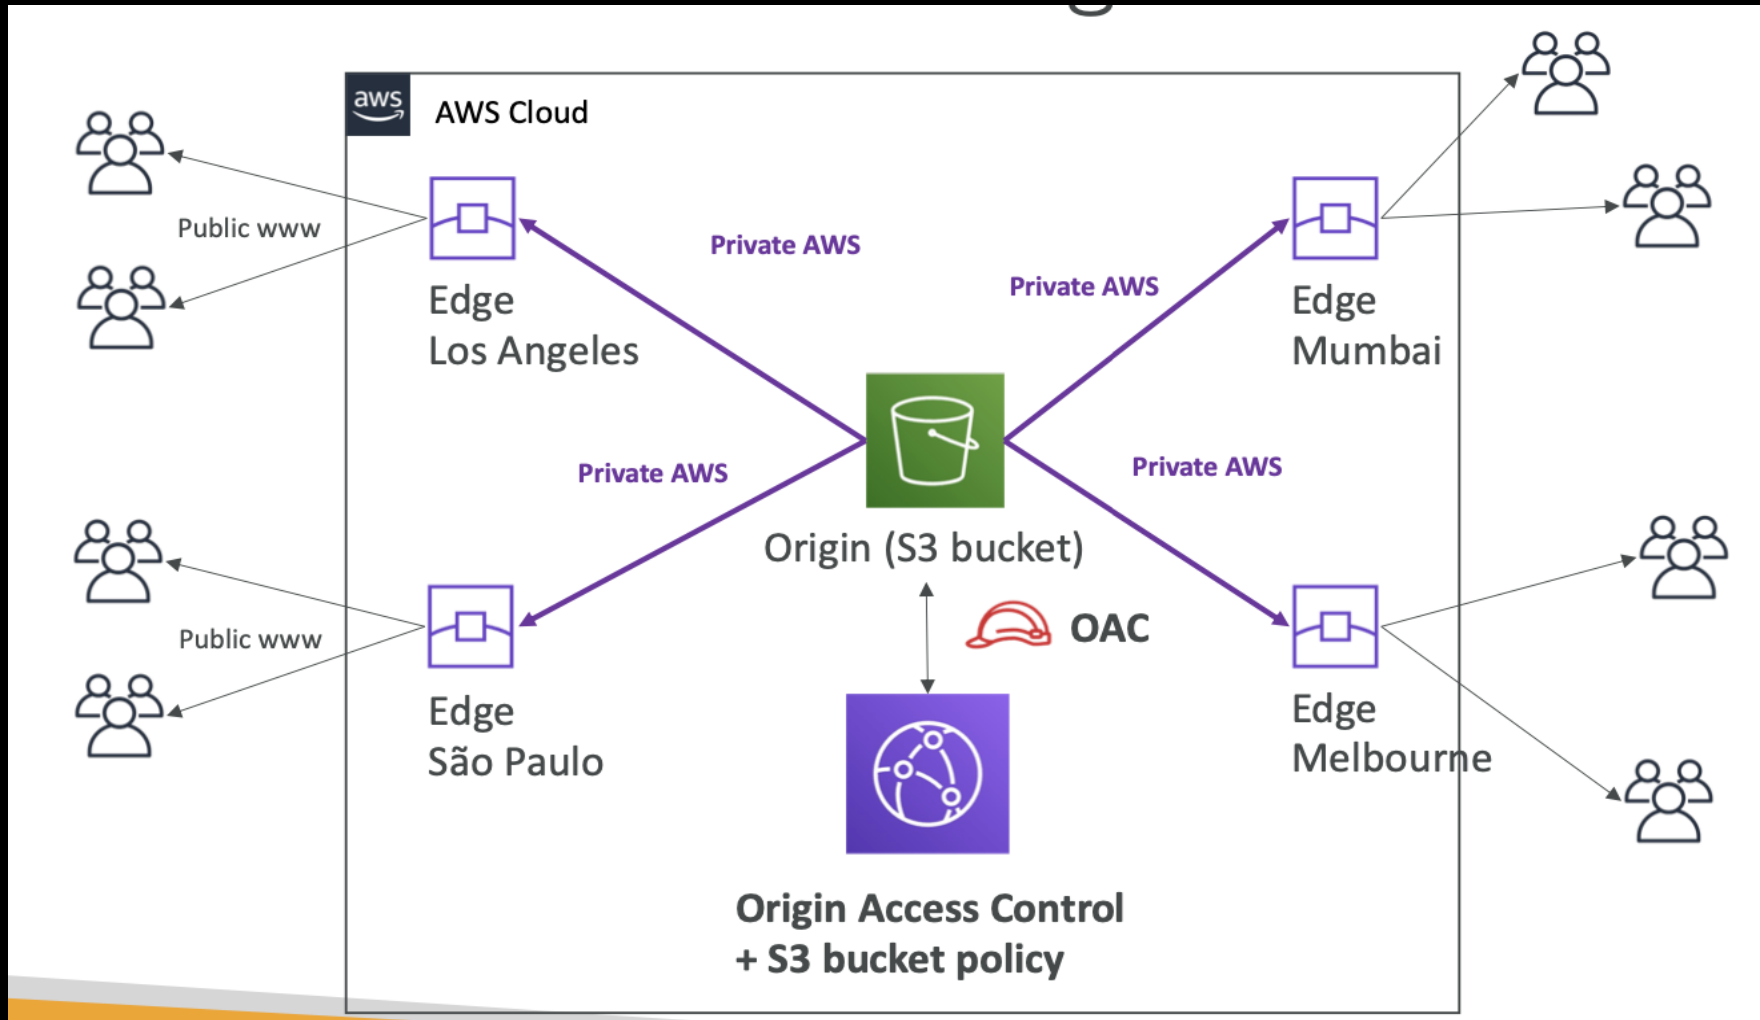 aws
AWS Cloud
Public www
Private AWS
Private AWS
Edge
Los Angeles
Edge
Mumbai
Private AWS
Private AWS
Origin (S3 bucket)
OAC
Public www
Edge
São Paulo
Edge
Melbourne
Origin Access Control
+ S3 bucket policy